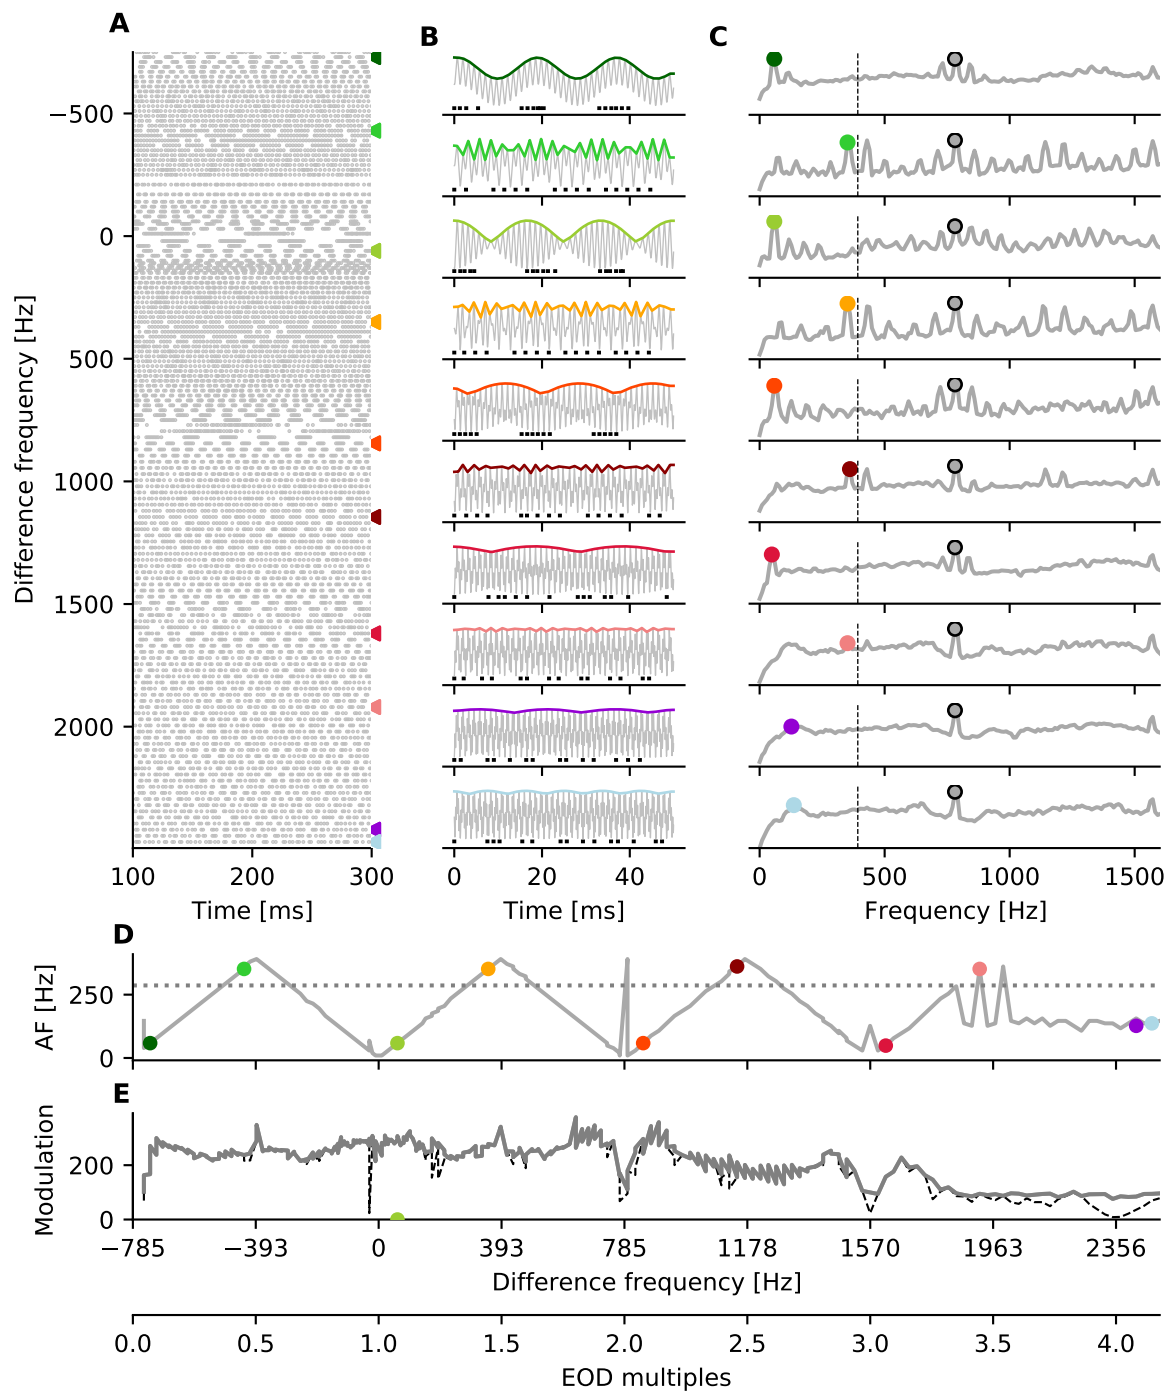 A
B
C
−500
0
500
1000
1500
2000
Difference frequency [Hz]
100
200
300
0
20
40
0
500
1000
1500
Time [ms]
Time [ms]
Frequency [Hz]
D
250
0
AF [Hz]
E
200
0
Modulation
−785
−393
0
393
785
1178
1570
1963
2356
Difference frequency [Hz]
0.0
0.5
1.0
1.5
2.0
2.5
3.0
3.5
4.0
EOD multiples